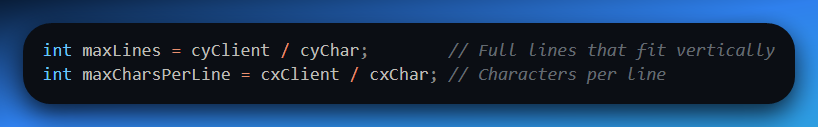 int maxLines = cyClient / cyChar;        // Full lines that fit vertically
int maxCharsPerLine = cxClient / cxChar; // Characters per line